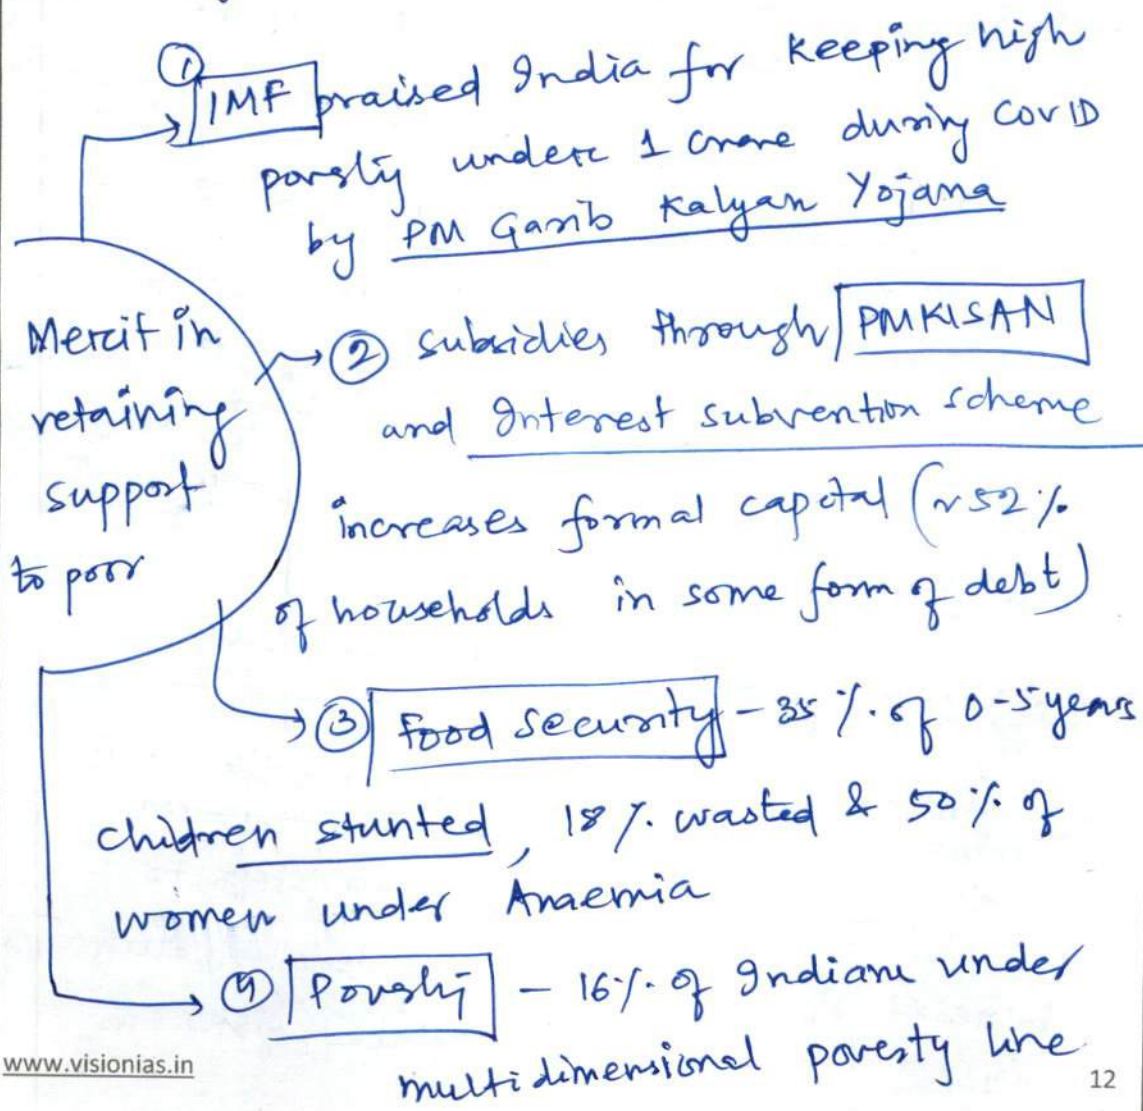 ①
IMF praised India for keeping high
poverty under 1 crore during COVID
by PM Garib Kalyan Yojana
Merit in
retaining
support
to poor
② subsidies through PMKISAN
and Interest subvention scheme
increases formal capital (~52%
of households in some form of debt)
③ Food security - 35%. of 0-5 years
children stunted, 18%. wasted & 50%. of
women under Anaemia
④ Poverty - 16%. of Indians under
multidimensional poverty line
www.visionias.in
12